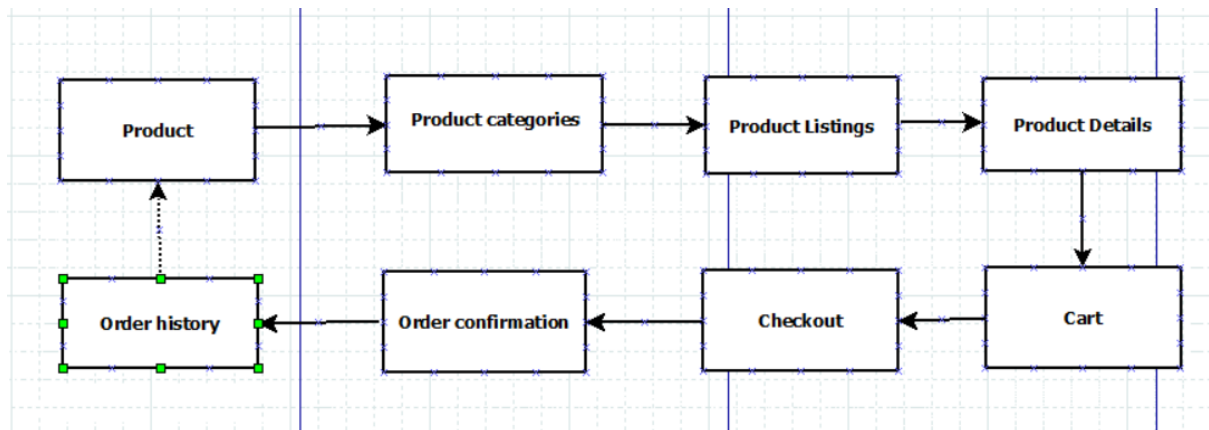 Product
Product categories
Product Listings
Product Details
Order history
Order confirmation
Checkout
Cart